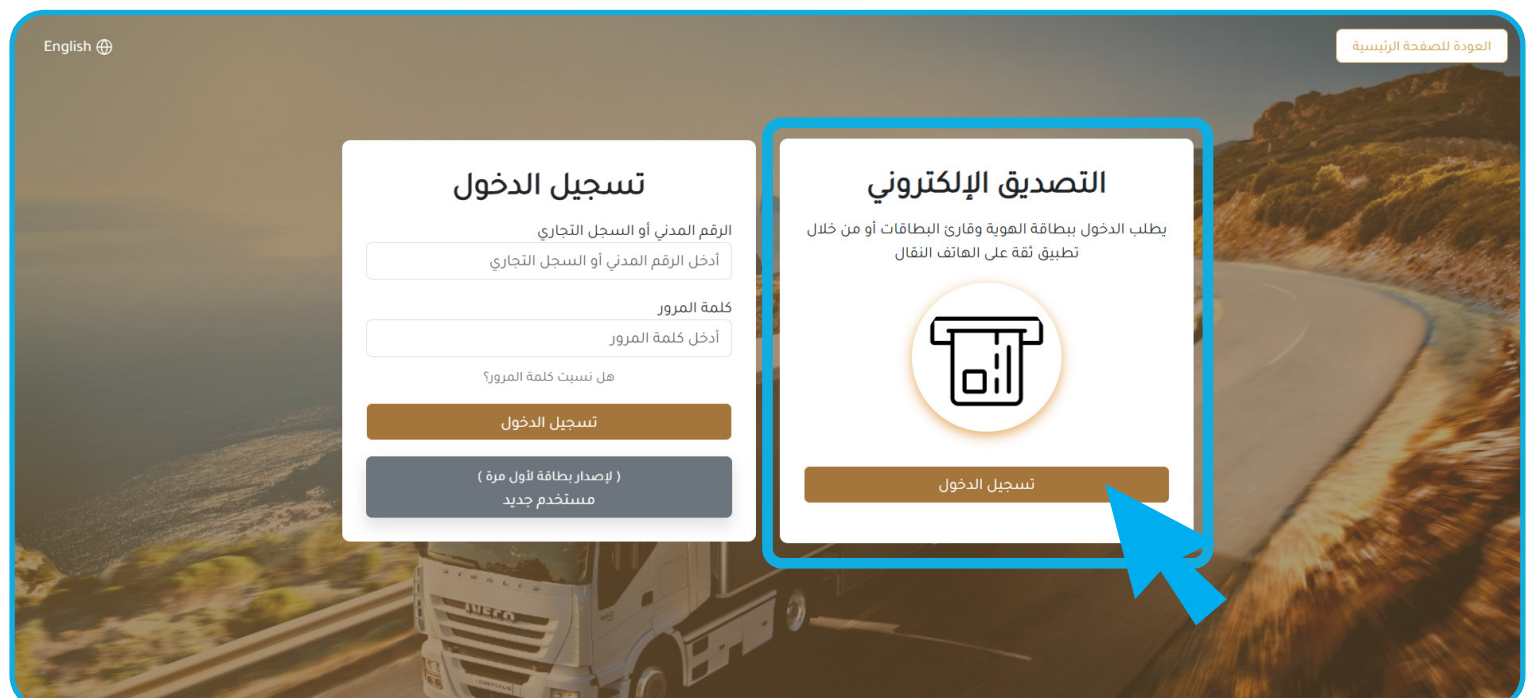 العودة للصفحة الرئيسية
English
التصديق الإلكتروني
يطلب الدخول ببطاقة الهوية وقارئ البطاقات أو من خلال
تطبيق ثقة على الهاتف النقال
تسجيل الدخول
تسجيل الدخول
الرقم المدني أو السجل التجاري
أدخل الرقم المدني أو السجل التجاري
كلمة المرور
أدخل كلمة المرور
هل نسيت كلمة المرور؟
تسجيل الدخول
( لإصدار بطاقة لأول مرة )
مستخدم جديد
IVECO